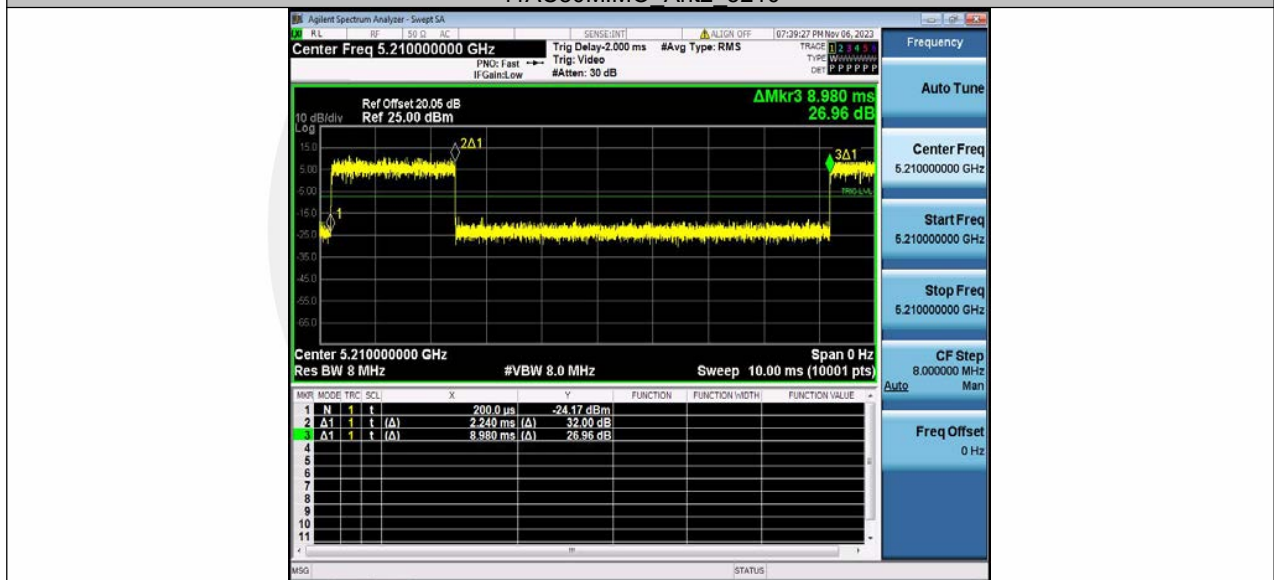 Agilent Spectrum Analyzer - Swept SA
RL RF 50 Ω AC SENSE:INT ALIGN OFF 07:39:27 PM Nov 06, 2023
Center Freq 5.210000000 GHz
PNO: Fast
IFGain:Low
Trig Delay-2.000 ms
Trig: Video
#Atten: 30 dB
#Avg Type: RMS
TRACE 1 2 3 4 5 6
TYPE W
DET P P P P P P
ΔMkr3 8.980 ms
26.96 dB
Ref Offset 20.05 dB
10 dB/div Ref 25.00 dBm
Log
15.0
5.00
-5.00
-15.0
-25.0
-35.0
-45.0
-55.0
-65.0
1
2Δ1
3Δ1
TRIG LVL
Center 5.210000000 GHz Span 0 Hz
Res BW 8 MHz #VBW 8.0 MHz Sweep 10.00 ms (10001 pts)
MKR MODE TRC SCL X Y FUNCTION FUNCTION WIDTH FUNCTION VALUE
1 N 1 t 200.0 µs -24.17 dBm
2 Δ1 1 t (Δ) 2.240 ms (Δ) 32.00 dB
3 Δ1 1 t (Δ) 8.980 ms (Δ) 26.96 dB
4
5
6
7
8
9
10
11
MSG STATUS
Frequency
Auto Tune
Center Freq
5.210000000 GHz
Start Freq
5.210000000 GHz
Stop Freq
5.210000000 GHz
CF Step
8.000000 MHz
Auto Man
Freq Offset
0 Hz